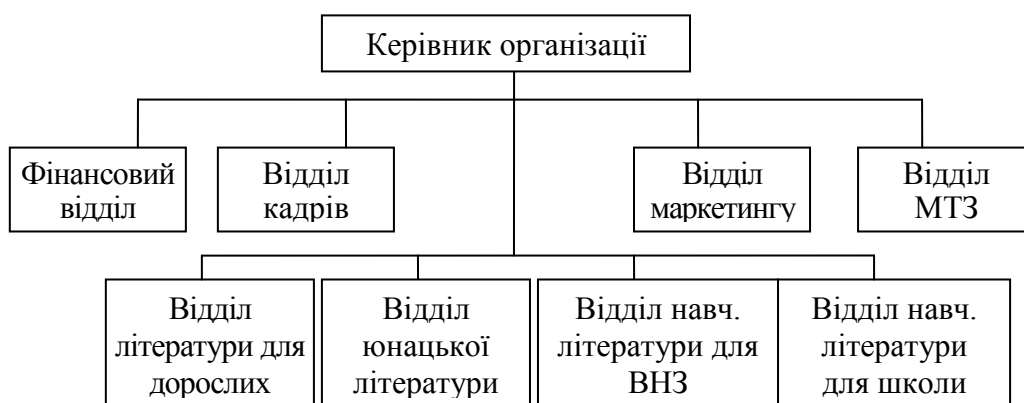 Керівник організації
Фінансовий
відділ
Відділ
кадрів
Відділ
маркетингу
Відділ
МТЗ
Відділ
літератури для
дорослих
Відділ
юнацької
літератури
Відділ навч.
літератури для
ВНЗ
Відділ навч.
літератури
для школи